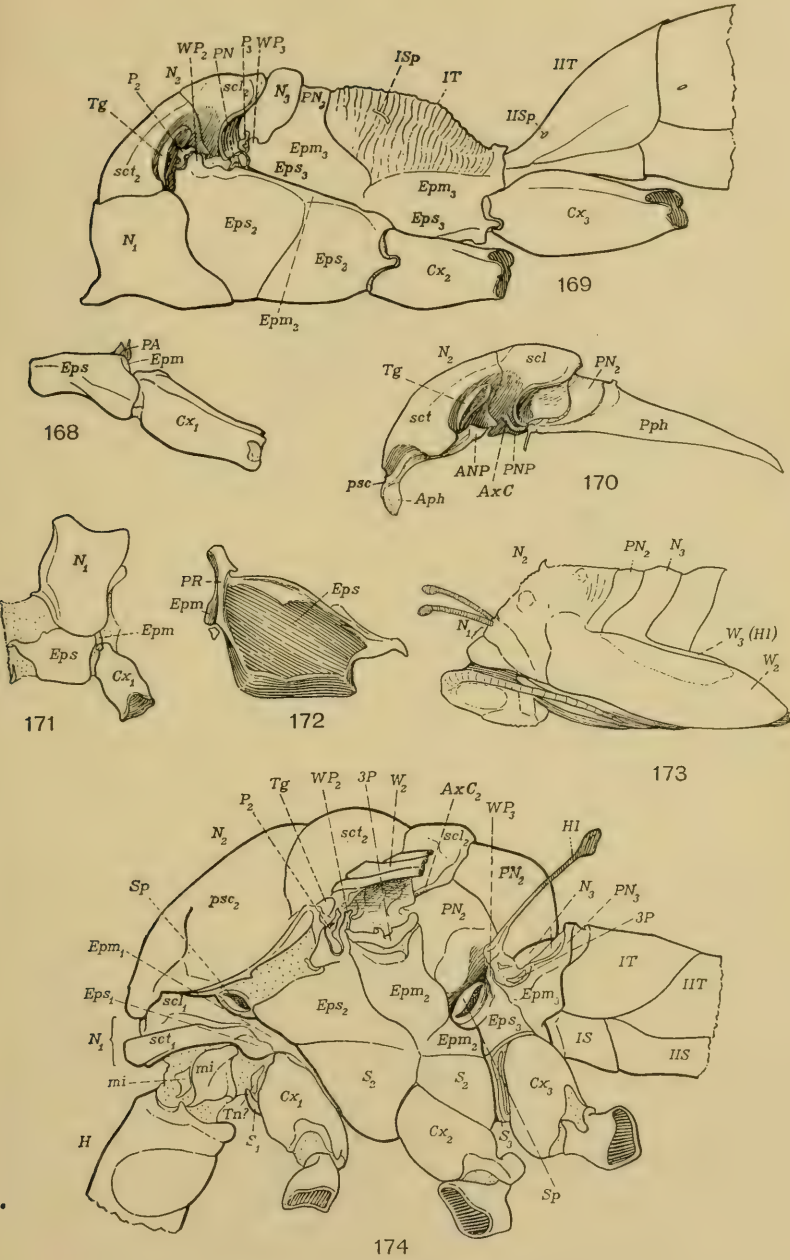 WP₂ PN P₃ WP₃
N₂ scl₂ N₃ PN₃ ISp IT IIT
P₂
Tg
IISp
sct₂
Epm₃
Eps₃
Epm₃
Eps₃
Eps₂
N₁
Cx₃
Eps₂
Cx₂
169
Epm₂
PA
Epm
Eps
Cx₁
168
N₂ scl PN₂
Tg
sct
Pph
ANP PNP
psc
AxC
Aph
170
N₁
Epm
Eps
Cx₁
171
PR
Eps
Epm
172
N₂ PN₂ N₃
N₁
W₃ (Hl)
W₂
173
P₂ Tg WP₂ 3P W₂ AxC₂ WP₃ Hl
N₂
sct₂
scl₂
PN₂
N₃
PN₃
3P
Sp
psc₂
PN₂
Epm₁
Eps₁
scl₁
N₁
sct₁
mi
mi
Eps₂
Epm₂
Epm₂
Epm₃
Eps₃
IT
IIT
IS
IIS
Cx₁
S₂
S₂
Cx₃
Tn?
S₁
H
Cx₂
S₃
Sp
174